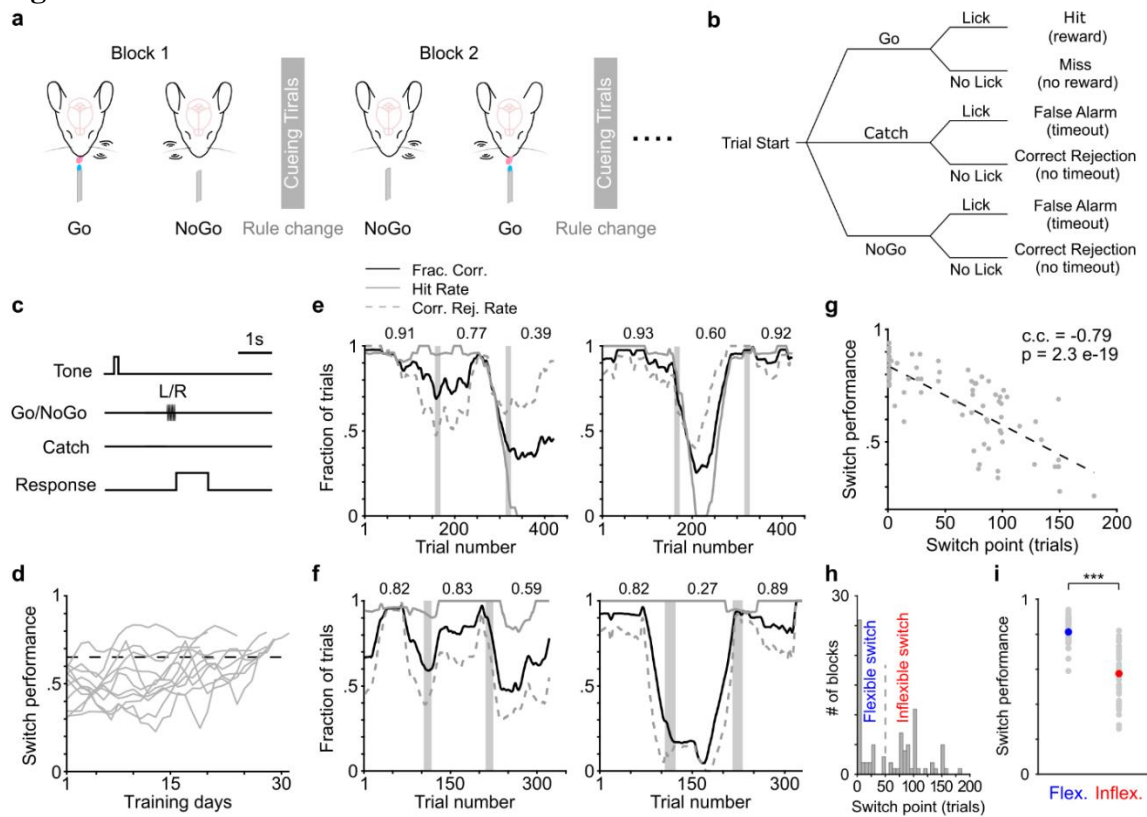 a
Block 1
Block 2
Cueing Tirals
Cueing Tirals
Go
NoGo
Rule change
NoGo
Go
Rule change
b
Trial Start
Go
Lick
Hit
(reward)
No Lick
Miss
(no reward)
Catch
Lick
False Alarm
(timeout)
No Lick
Correct Rejection
(no timeout)
NoGo
Lick
False Alarm
(timeout)
No Lick
Correct Rejection
(no timeout)
c
1s
Tone
L/R
Go/NoGo
Catch
Response
Frac. Corr.
Hit Rate
Corr. Rej. Rate
e
0.91 0.77 0.39
Fraction of trials
1
.5
0
1 200 400
Trial number
0.93 0.60 0.92
1
.5
0
1 200 400
Trial number
g
c.c. = -0.79
p = 2.3 e-19
Switch performance
1
.5
0
0 50 100 150 200
Switch point (trials)
d
Switch performance
1
.5
0
1 15 30
Training days
f
0.82 0.83 0.59
Fraction of trials
1
.5
0
1 150 300
Trial number
0.82 0.27 0.89
1
.5
0
1 150 300
Trial number
h
# of blocks
30
0
Flexible switch
Inflexible switch
0 50 100 150 200
Switch point (trials)
i
***
Switch performance
1
.5
0
Flex. Inflex.